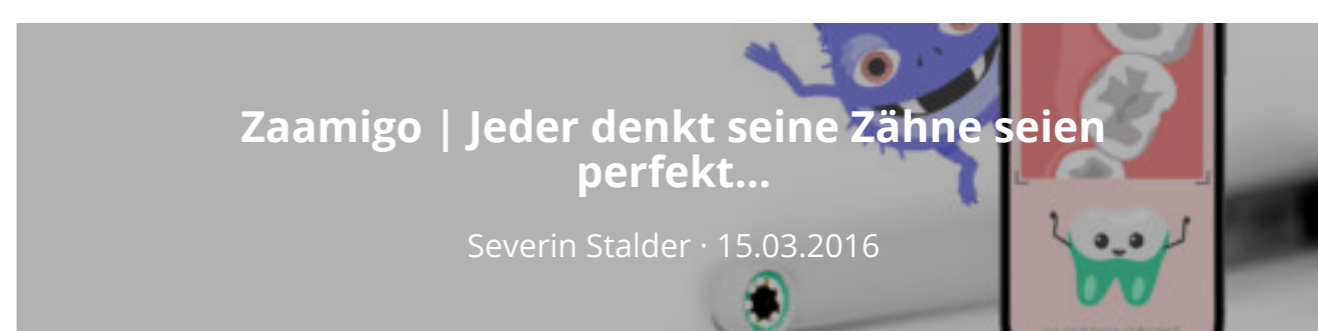 Zaamigo | Jeder denkt seine Zähne seien
perfekt...
Severin Stalder · 15.03.2016